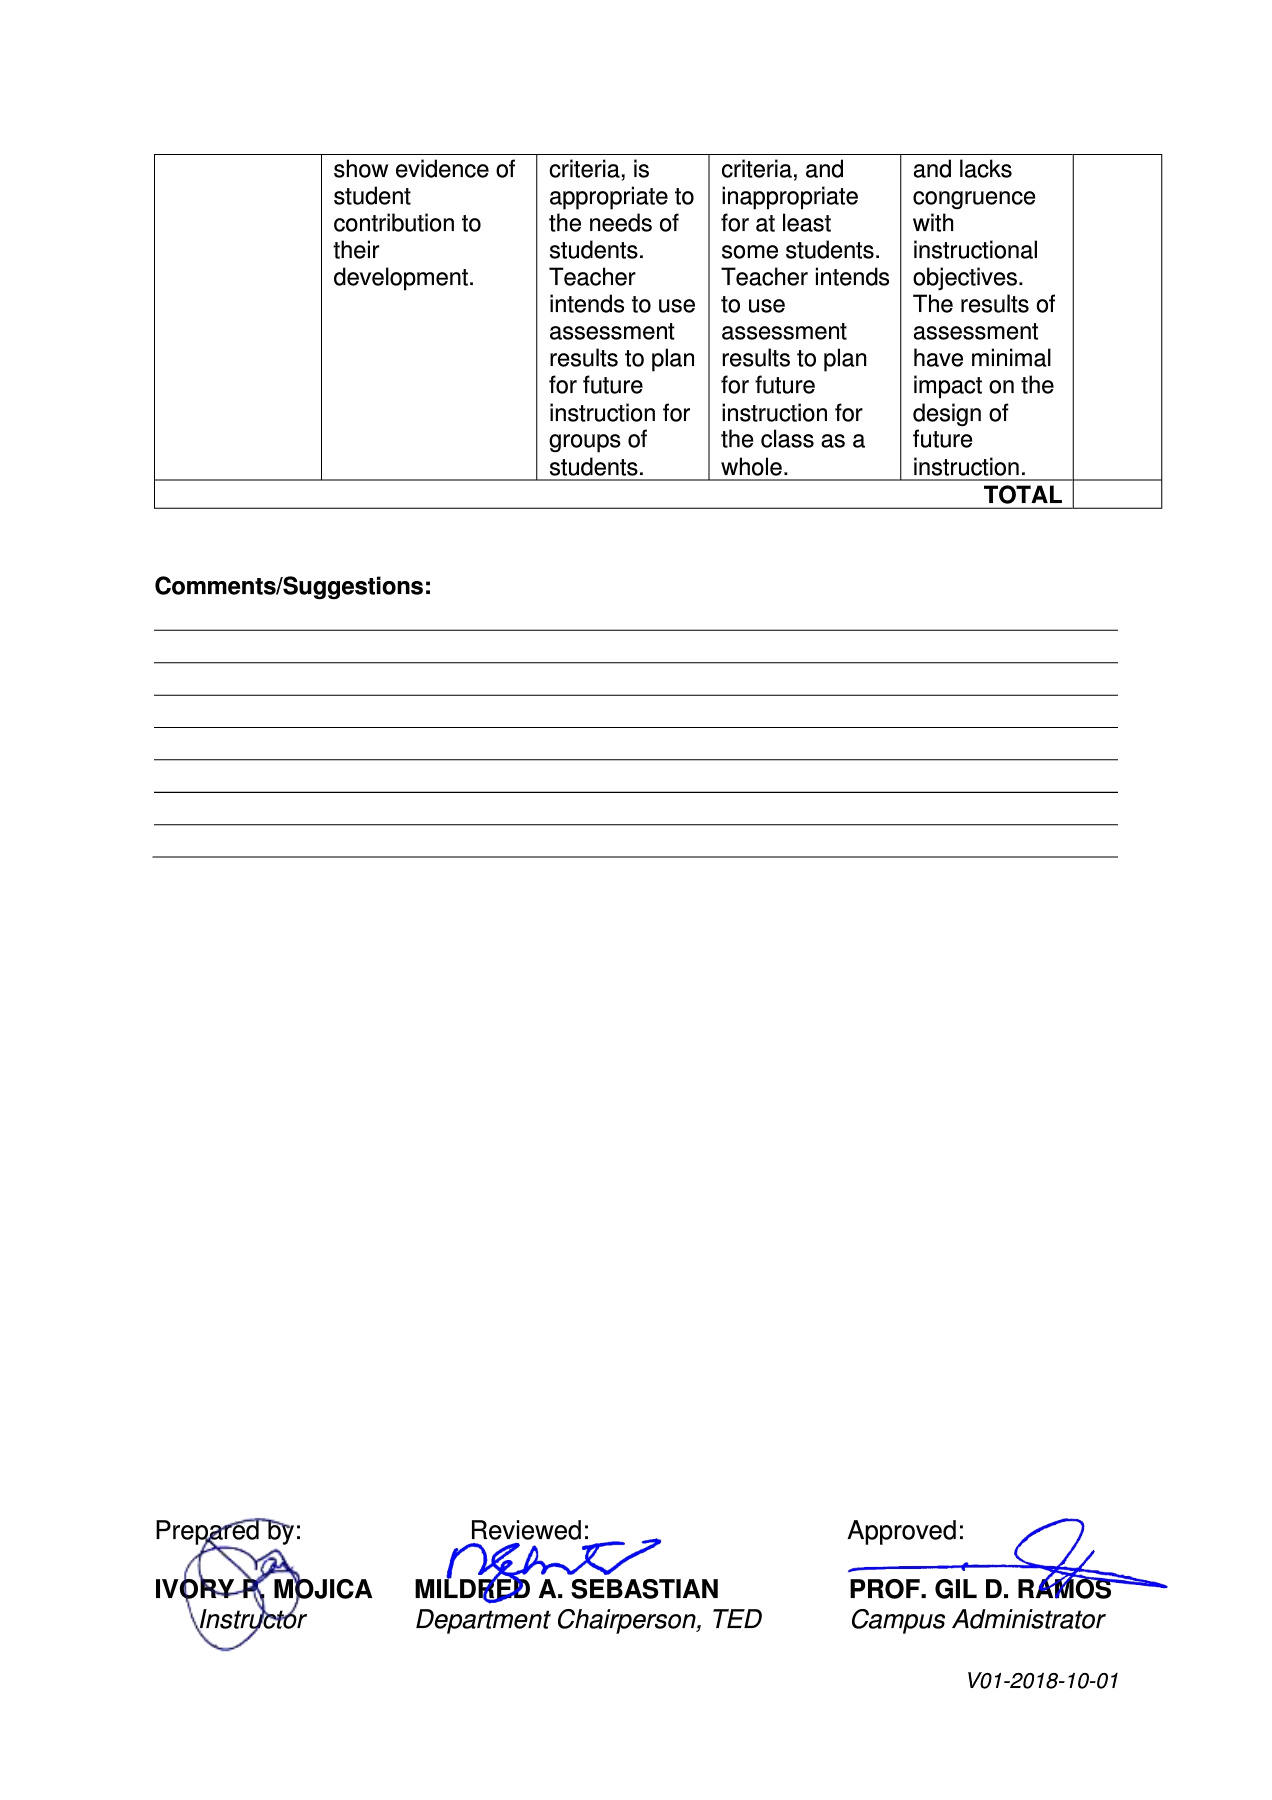 show evidence of
student
contribution to
their
development.
criteria, is
appropriate to
the needs of
students.
Teacher
intends to use
assessment
results to plan
for future
instruction for
groups of
students.
criteria, and
inappropriate
for at least
some students.
Teacher intends
to use
assessment
results to plan
for future
instruction for
the class as a
whole.
and lacks
congruence
with
instructional
objectives.
The results of
assessment
have minimal
impact on the
design of
future
instruction.
TOTAL
Comments/Suggestions:
Prepared by:
Reviewed:
Approved:
IVORY P. MOJICA
MILDRED A. SEBASTIAN
PROF. GIL D. RAMOS
Instructor
Department Chairperson, TED
Campus Administrator
V01-2018-10-01